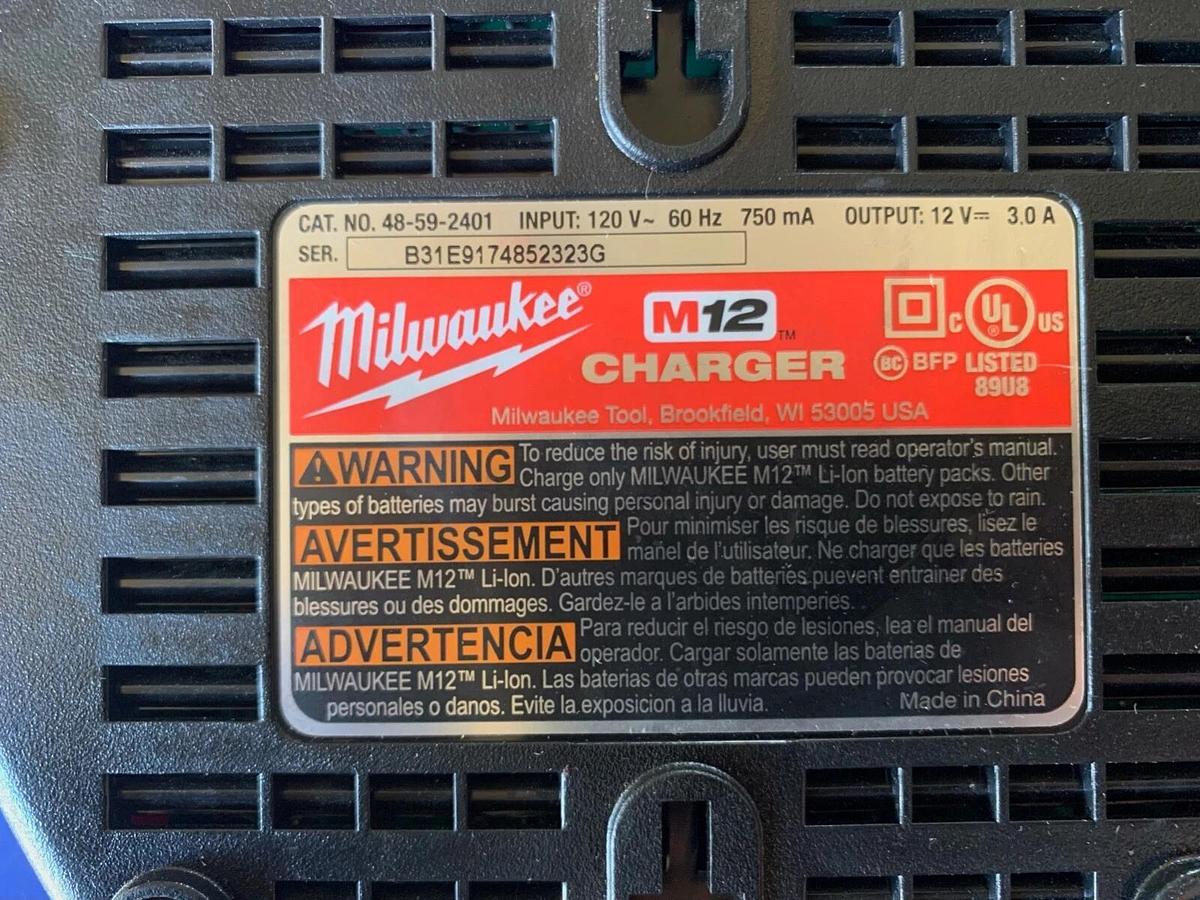 CAT. NO. 48-59-2401 INPUT: 120 V~ 60 Hz 750 mA OUTPUT: 12 V⎓ 3.0 A
SER. B31E9174852323G
Milwaukee®
M12™
CHARGER
C UL® US
BC BFP LISTED
89U8
Milwaukee Tool, Brookfield, WI 53005 USA
⚠WARNING To reduce the risk of injury, user must read operator's manual.
Charge only MILWAUKEE M12™ Li-Ion battery packs. Other
types of batteries may burst causing personal injury or damage. Do not expose to rain.
AVERTISSEMENT Pour minimiser les risque de blessures, lisez le
mañel de l'utilisateur. Ne charger que les batteries
MILWAUKEE M12™ Li-Ion. D'autres marques de batteries puevent entrainer des
blessures ou des dommages. Gardez-le a l'arbides intemperies.
ADVERTENCIA Para reducir el riesgo de lesiones, lea el manual del
operador. Cargar solamente las baterias de
MILWAUKEE M12™ Li-Ion. Las baterias de otras marcas pueden provocar lesiones
personales o danos. Evite la exposicion a la lluvia. Made in China